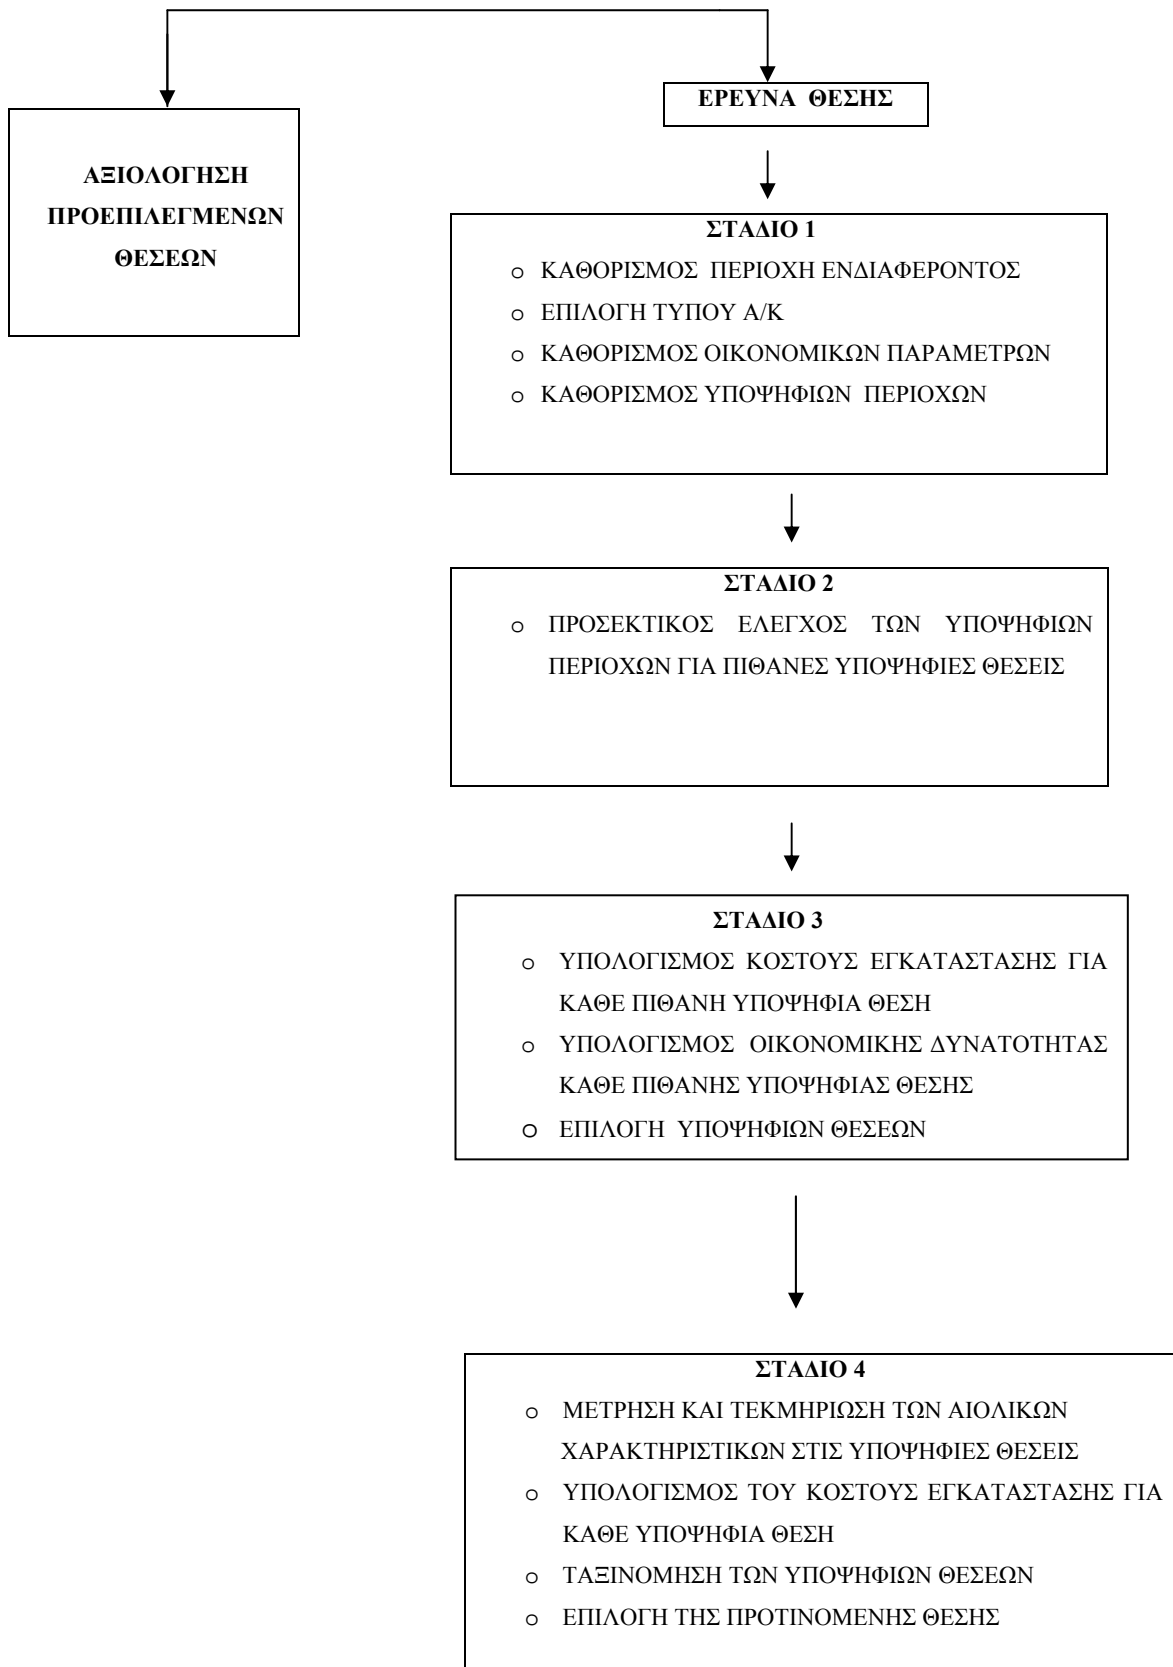 ΕΡΕΥΝΑ ΘΕΣΗΣ
ΑΞΙΟΛΟΓΗΣΗ
ΠΡΟΕΠΙΛΕΓΜΕΝΩΝ
ΘΕΣΕΩΝ
ΣΤΑΔΙΟ 1
o ΚΑΘΟΡΙΣΜΟΣ ΠΕΡΙΟΧΗ ΕΝΔΙΑΦΕΡΟΝΤΟΣ
o ΕΠΙΛΟΓΗ ΤΥΠΟΥ Α/Κ
o ΚΑΘΟΡΙΣΜΟΣ ΟΙΚΟΝΟΜΙΚΩΝ ΠΑΡΑΜΕΤΡΩΝ
o ΚΑΘΟΡΙΣΜΟΣ ΥΠΟΨΗΦΙΩΝ ΠΕΡΙΟΧΩΝ
ΣΤΑΔΙΟ 2
o ΠΡΟΣΕΚΤΙΚΟΣ ΕΛΕΓΧΟΣ ΤΩΝ ΥΠΟΨΗΦΙΩΝ
ΠΕΡΙΟΧΩΝ ΓΙΑ ΠΙΘΑΝΕΣ ΥΠΟΨΗΦΙΕΣ ΘΕΣΕΙΣ
ΣΤΑΔΙΟ 3
o ΥΠΟΛΟΓΙΣΜΟΣ ΚΟΣΤΟΥΣ ΕΓΚΑΤΑΣΤΑΣΗΣ ΓΙΑ
ΚΑΘΕ ΠΙΘΑΝΗ ΥΠΟΨΗΦΙΑ ΘΕΣΗ
o ΥΠΟΛΟΓΙΣΜΟΣ ΟΙΚΟΝΟΜΙΚΗΣ ΔΥΝΑΤΟΤΗΤΑΣ
ΚΑΘΕ ΠΙΘΑΝΗΣ ΥΠΟΨΗΦΙΑΣ ΘΕΣΗΣ
o ΕΠΙΛΟΓΗ ΥΠΟΨΗΦΙΩΝ ΘΕΣΕΩΝ
ΣΤΑΔΙΟ 4
o ΜΕΤΡΗΣΗ ΚΑΙ ΤΕΚΜΗΡΙΩΣΗ ΤΩΝ ΑΙΟΛΙΚΩΝ
ΧΑΡΑΚΤΗΡΙΣΤΙΚΩΝ ΣΤΙΣ ΥΠΟΨΗΦΙΕΣ ΘΕΣΕΙΣ
o ΥΠΟΛΟΓΙΣΜΟΣ ΤΟΥ ΚΟΣΤΟΥΣ ΕΓΚΑΤΑΣΤΑΣΗΣ ΓΙΑ
ΚΑΘΕ ΥΠΟΨΗΦΙΑ ΘΕΣΗ
o ΤΑΞΙΝΟΜΗΣΗ ΤΩΝ ΥΠΟΨΗΦΙΩΝ ΘΕΣΕΩΝ
o ΕΠΙΛΟΓΗ ΤΗΣ ΠΡΟΤΙΝΟΜΕΝΗΣ ΘΕΣΗΣ